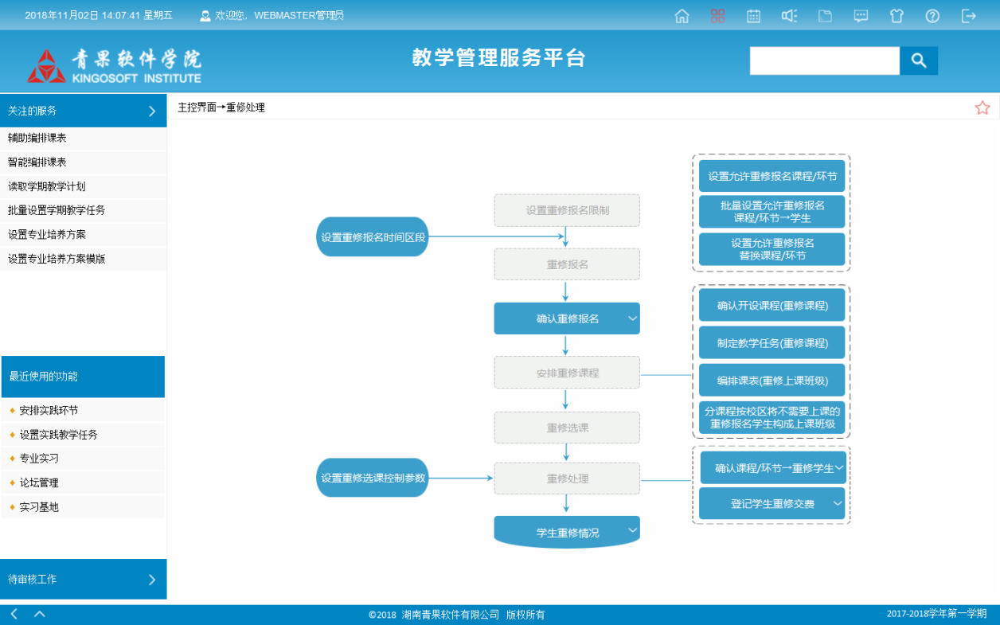 2018年11月02日 14:07:41 星期五
欢迎您，WEBMASTER管理员
青果软件学院
KINGOSOFT INSTITUTE
教学管理服务平台
关注的服务
主控界面→重修处理
辅助编排课表
智能编排课表
读取学期教学计划
批量设置学期教学任务
设置专业培养方案
设置专业培养方案模版
最近使用的功能
安排实践环节
设置实践教学任务
专业实习
论坛管理
实习基地
待审核工作
设置重修报名时间区段
设置重修选课控制参数
设置重修报名限制
重修报名
确认重修报名
安排重修课程
重修选课
重修处理
学生重修情况
设置允许重修报名课程/环节
批量设置允许重修报名
课程/环节→学生
设置允许重修报名
替换课程/环节
确认开设课程(重修课程)
制定教学任务(重修课程)
编排课表(重修上课班级)
分课程按校区将不需要上课的
重修报名学生构成上课班级
确认课程/环节→重修学生
登记学生重修交费
©2018 湖南青果软件有限公司 版权所有
2017-2018学年第一学期